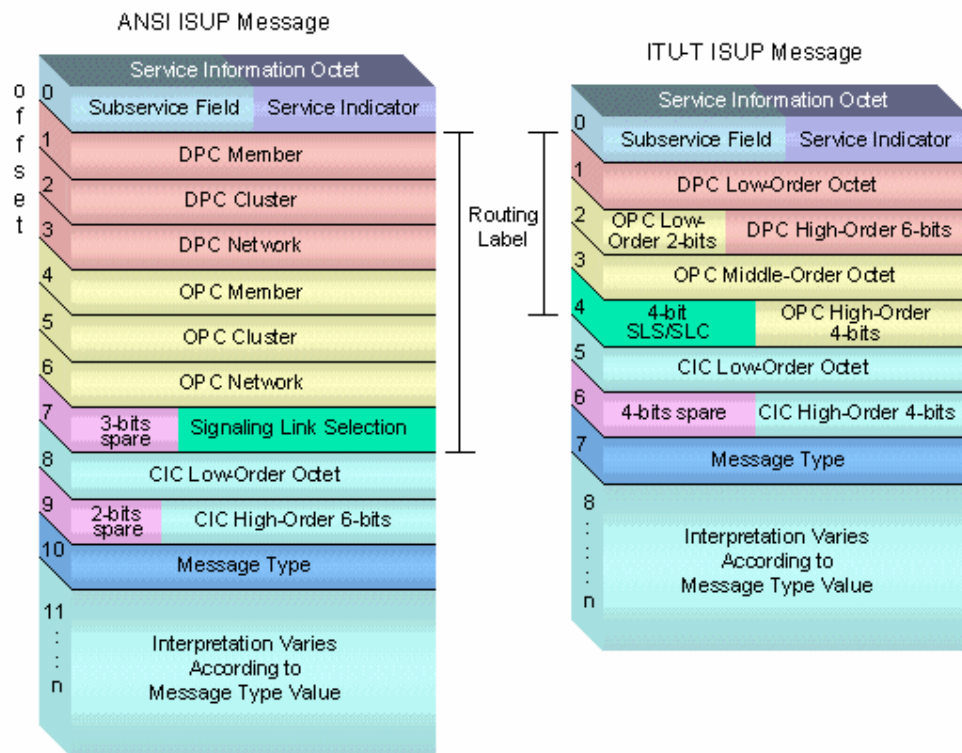 ANSI ISUP Message
offset
Service Information Octet
0
Subservice Field
Service Indicator
1
DPC Member
2
DPC Cluster
3
DPC Network
4
OPC Member
5
OPC Cluster
6
OPC Network
7
3-bits
spare
Signaling Link Selection
8
CIC Low-Order Octet
9
2-bits
spare
CIC High-Order 6-bits
10
Message Type
11
:
:
n
Interpretation Varies
According to
Message Type Value
Routing
Label
ITU-T ISUP Message
Service Information Octet
0
Subservice Field
Service Indicator
1
DPC Low-Order Octet
2
OPC Low-
Order 2-bits
DPC High-Order 6-bits
3
OPC Middle-Order Octet
4
4-bit
SLS/SLC
OPC High-Order
4-bits
5
CIC Low-Order Octet
6
4-bits spare
CIC High-Order 4-bits
7
Message Type
8
:
:
n
Interpretation Varies
According to
Message Type Value